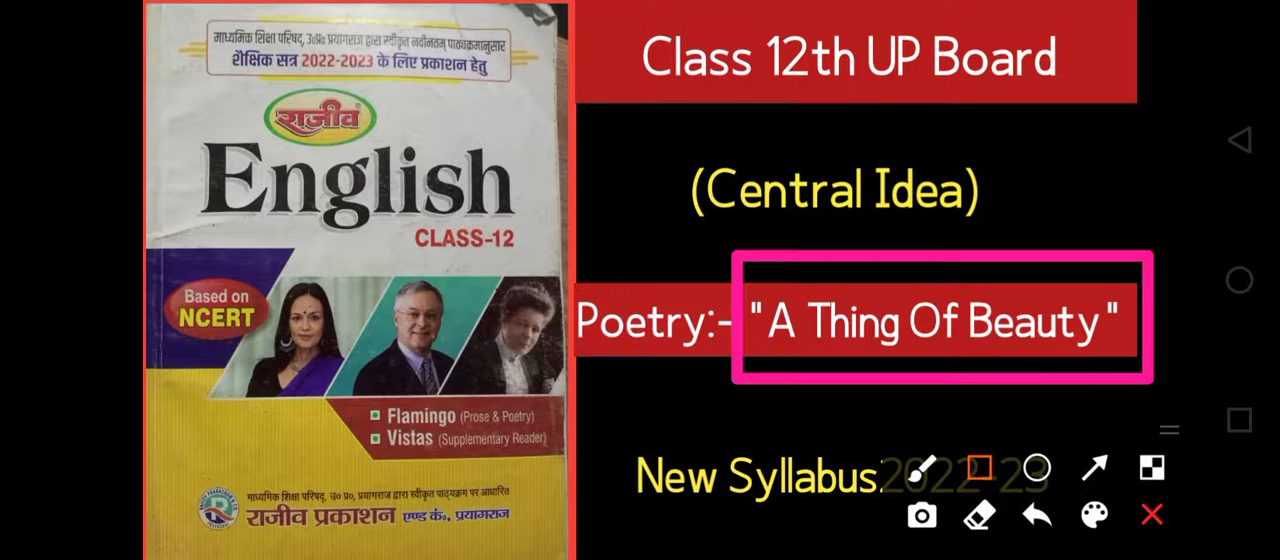 माध्यमिक शिक्षा परिषद्, उ०प्र० प्रयागराज द्वारा स्वीकृत नवीनतम् पाठ्यक्रमानुसार
शैक्षिक सत्र 2022-2023 के लिए प्रकाशन हेतु
राजीव
English
CLASS-12
Based on
NCERT
Flamingo (Prose & Poetry)
Vistas (Supplementary Reader)
माध्यमिक शिक्षा परिषद्, उ० प्र०, प्रयागराज द्वारा स्वीकृत पाठ्यक्रम पर आधारित
राजीव प्रकाशन एण्ड कं., प्रयागराज
Class 12th UP Board
(Central Idea)
Poetry:- "A Thing Of Beauty"
New Syllabus:2022-23